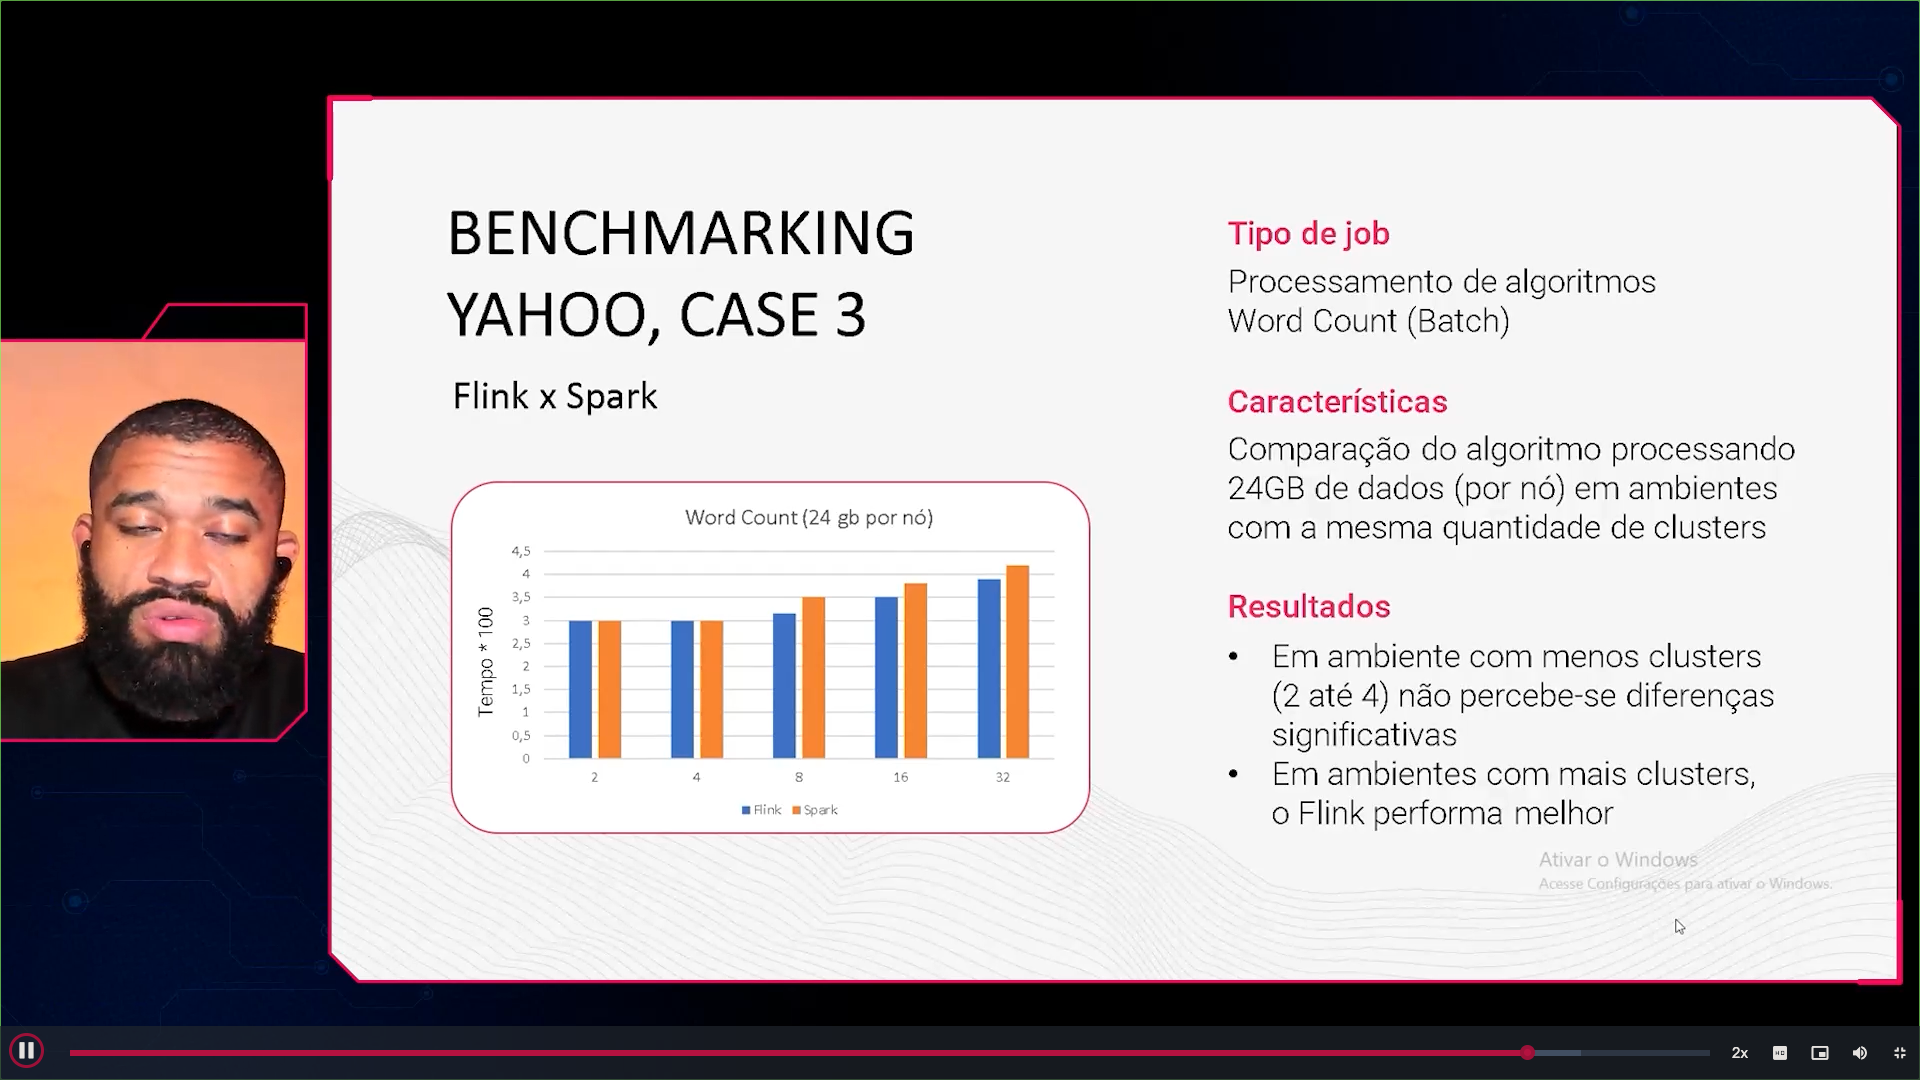 BENCHMARKING
YAHOO, CASE 3
Flink x Spark
Word Count (24 gb por nó)
Tempo * 100
4,5
4
3,5
3
2,5
2
1,5
1
0,5
0
2 4 8 16 32
Flink Spark
Tipo de job
Processamento de algoritmos
Word Count (Batch)
Características
Comparação do algoritmo processando
24GB de dados (por nó) em ambientes
com a mesma quantidade de clusters
Resultados
• Em ambiente com menos clusters
(2 até 4) não percebe-se diferenças
significativas
• Em ambientes com mais clusters,
o Flink performa melhor
Ativar o Windows
Acesse Configurações para ativar o Windows.
2x
HD